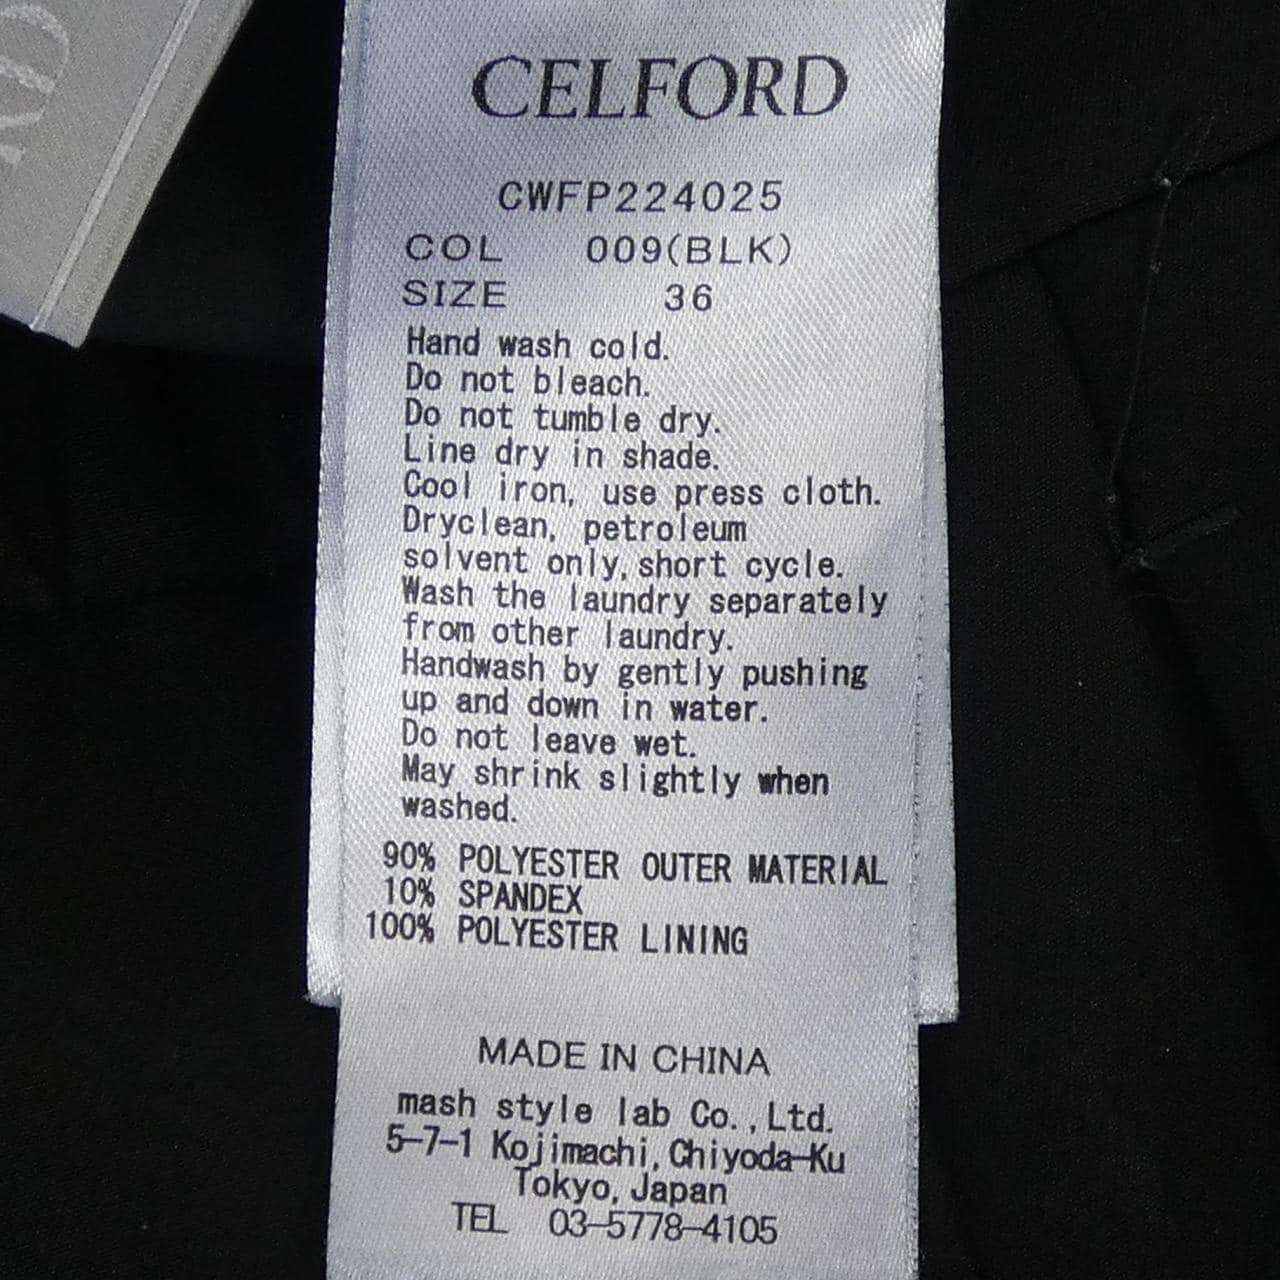 CELFORD
CWFP224025
COL 009(BLK)
SIZE 36
Hand wash cold.
Do not bleach.
Do not tumble dry.
Line dry in shade.
Cool iron, use press cloth.
Dryclean, petroleum
solvent only, short cycle.
Wash the laundry separately
from other laundry.
Handwash by gently pushing
up and down in water.
Do not leave wet.
May shrink slightly when
washed.
90% POLYESTER OUTER MATERIAL
10% SPANDEX
100% POLYESTER LINING
MADE IN CHINA
mash style lab Co.,Ltd.
5-7-1 Kojimachi, Chiyoda-Ku
Tokyo, Japan
TEL 03-5778-4105